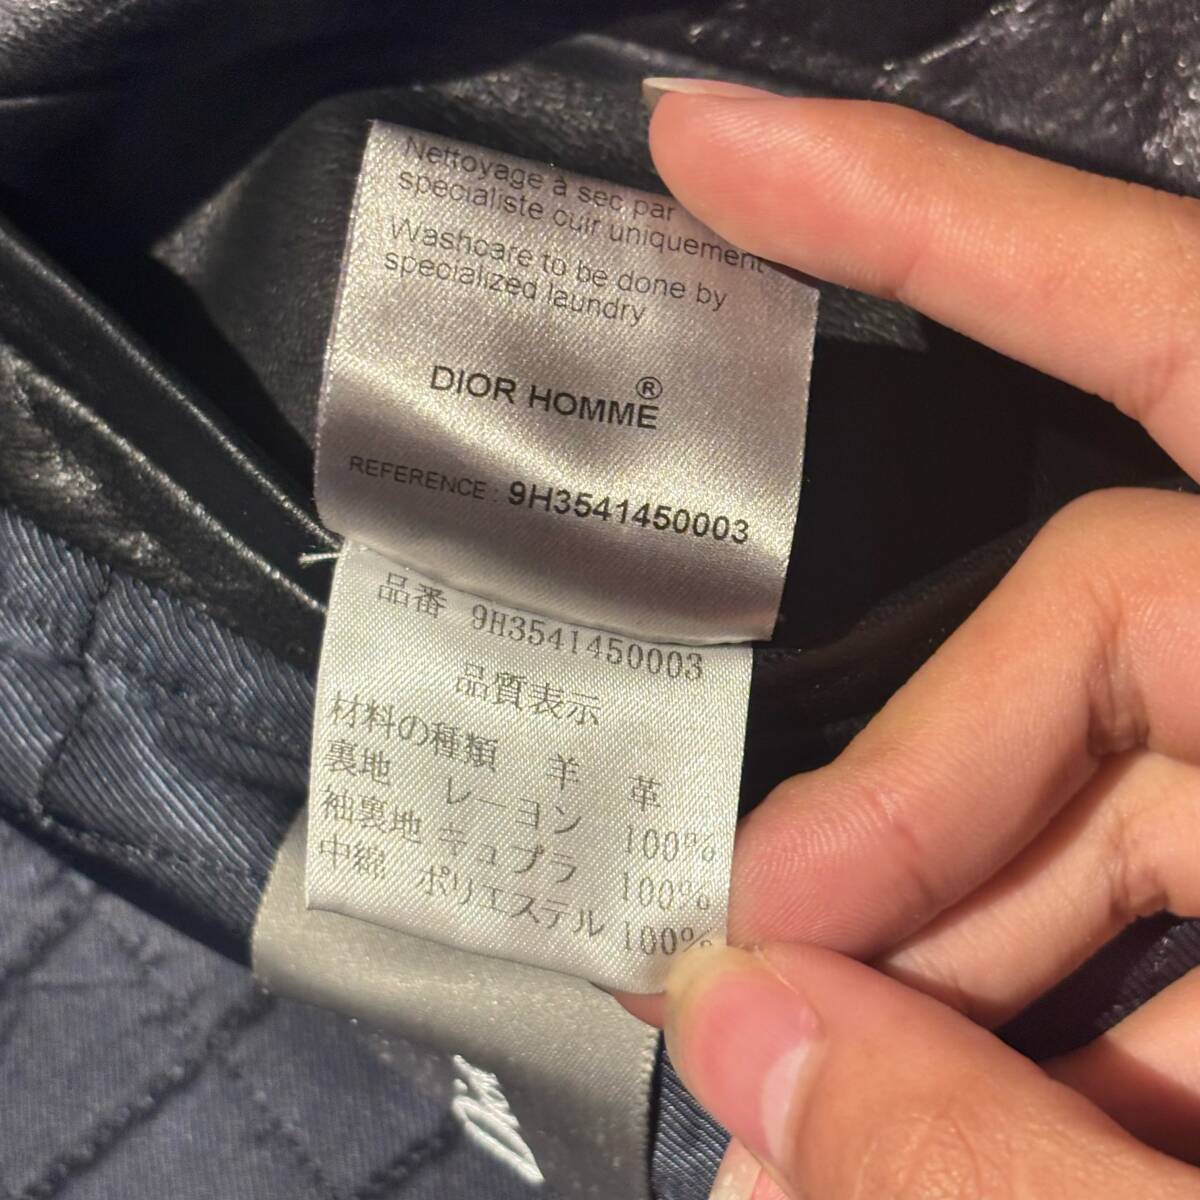 Nettoyage à sec par
spécialiste cuir uniquement
Washcare to be done by
specialized laundry
DIOR HOMME®
REFERENCE : 9H3541450003
品番 9H3541450003
品質表示
材料の種類 羊 革
裏地 レーヨン 100%
袖裏地 キュプラ 100%
中綿 ポリエステル 100%